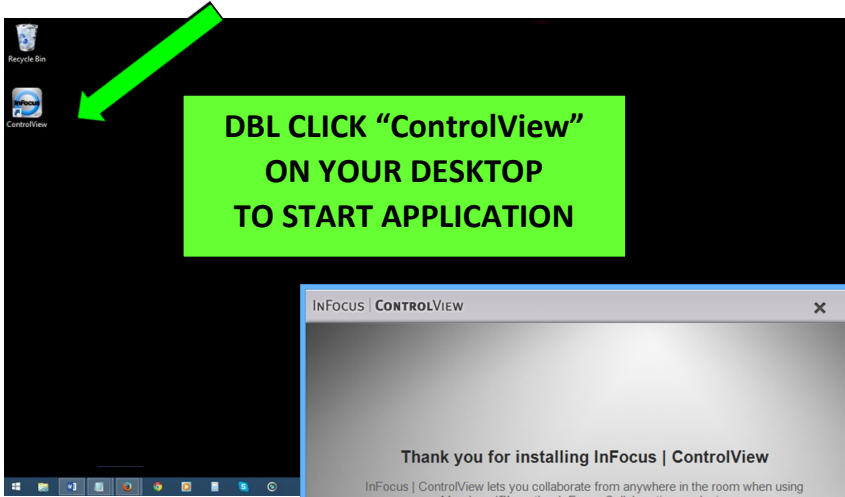 Recycle Bin
InFocus
ControlView
DBL CLICK “ControlView”
ON YOUR DESKTOP
TO START APPLICATION
INFOCUS | CONTROLVIEW
Thank you for installing InFocus | ControlView
InFocus | ControlView lets you collaborate from anywhere in the room when using